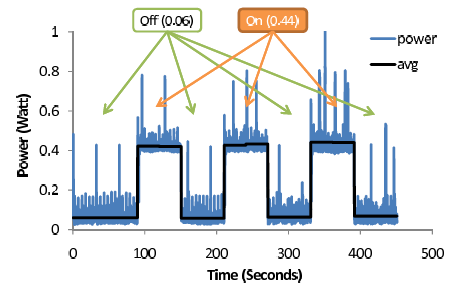 Off (0.06)
On (0.44)
power
avg
Power (Watt)
1
0.8
0.6
0.4
0.2
0
0
100
200
300
400
500
Time (Seconds)